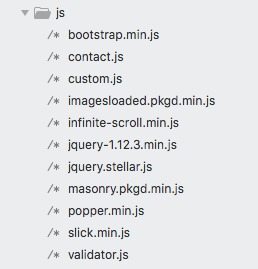 js
/* bootstrap.min.js
/* contact.js
/* custom.js
/* imagesloaded.pkgd.min.js
/* infinite-scroll.min.js
/* jquery-1.12.3.min.js
/* jquery.stellar.js
/* masonry.pkgd.min.js
/* popper.min.js
/* slick.min.js
/* validator.js